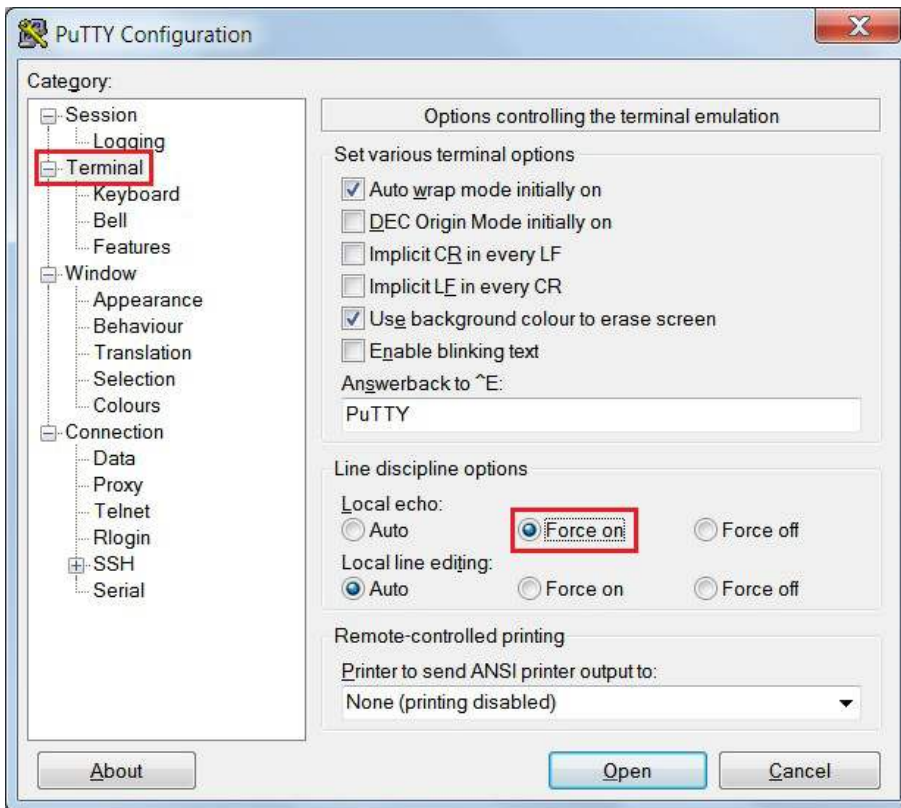 PuTTY Configuration
Category:
Session
Logging
Terminal
Keyboard
Bell
Features
Window
Appearance
Behaviour
Translation
Selection
Colours
Connection
Data
Proxy
Telnet
Rlogin
SSH
Serial
Options controlling the terminal emulation
Set various terminal options
Auto wrap mode initially on
DEC Origin Mode initially on
Implicit CR in every LF
Implicit LF in every CR
Use background colour to erase screen
Enable blinking text
Answerback to ^E:
PuTTY
Line discipline options
Local echo:
Auto Force on Force off
Local line editing:
Auto Force on Force off
Remote-controlled printing
Printer to send ANSI printer output to:
None (printing disabled)
About Open Cancel